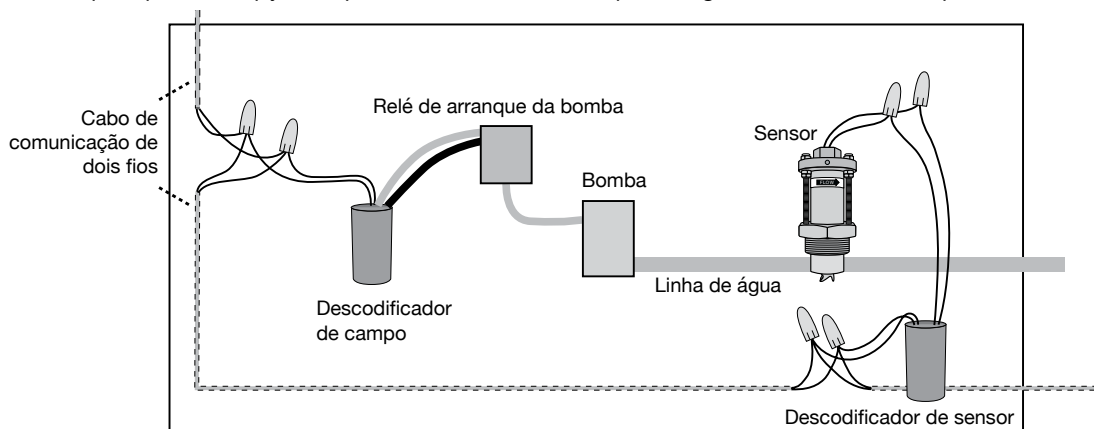 Cabo de
comunicação de
dois fios
Relé de arranque da bomba
Sensor
FLOW
Bomba
Linha de água
Descodificador
de campo
Descodificador de sensor